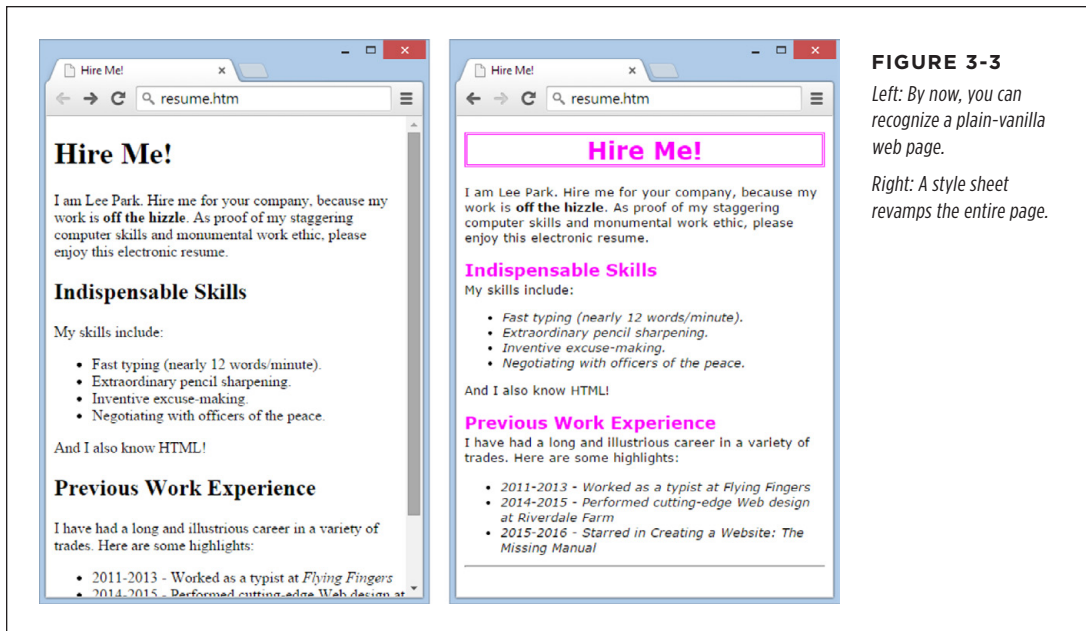 Hire Me!
resume.htm
Hire Me!
I am Lee Park. Hire me for your company, because my
work is off the hizzle. As proof of my staggering
computer skills and monumental work ethic, please
enjoy this electronic resume.
Indispensable Skills
My skills include:
• Fast typing (nearly 12 words/minute).
• Extraordinary pencil sharpening.
• Inventive excuse-making.
• Negotiating with officers of the peace.
And I also know HTML!
Previous Work Experience
I have had a long and illustrious career in a variety of
trades. Here are some highlights:
• 2011-2013 - Worked as a typist at Flying Fingers
• 2014-2015 - Performed cutting-edge Web design at
Hire Me!
resume.htm
Hire Me!
I am Lee Park. Hire me for your company, because my
work is off the hizzle. As proof of my staggering
computer skills and monumental work ethic, please
enjoy this electronic resume.
Indispensable Skills
My skills include:
• Fast typing (nearly 12 words/minute).
• Extraordinary pencil sharpening.
• Inventive excuse-making.
• Negotiating with officers of the peace.
And I also know HTML!
Previous Work Experience
I have had a long and illustrious career in a variety of
trades. Here are some highlights:
• 2011-2013 - Worked as a typist at Flying Fingers
• 2014-2015 - Performed cutting-edge Web design
at Riverdale Farm
• 2015-2016 - Starred in Creating a Website: The
Missing Manual
FIGURE 3-3
Left: By now, you can
recognize a plain-vanilla
web page.
Right: A style sheet
revamps the entire page.